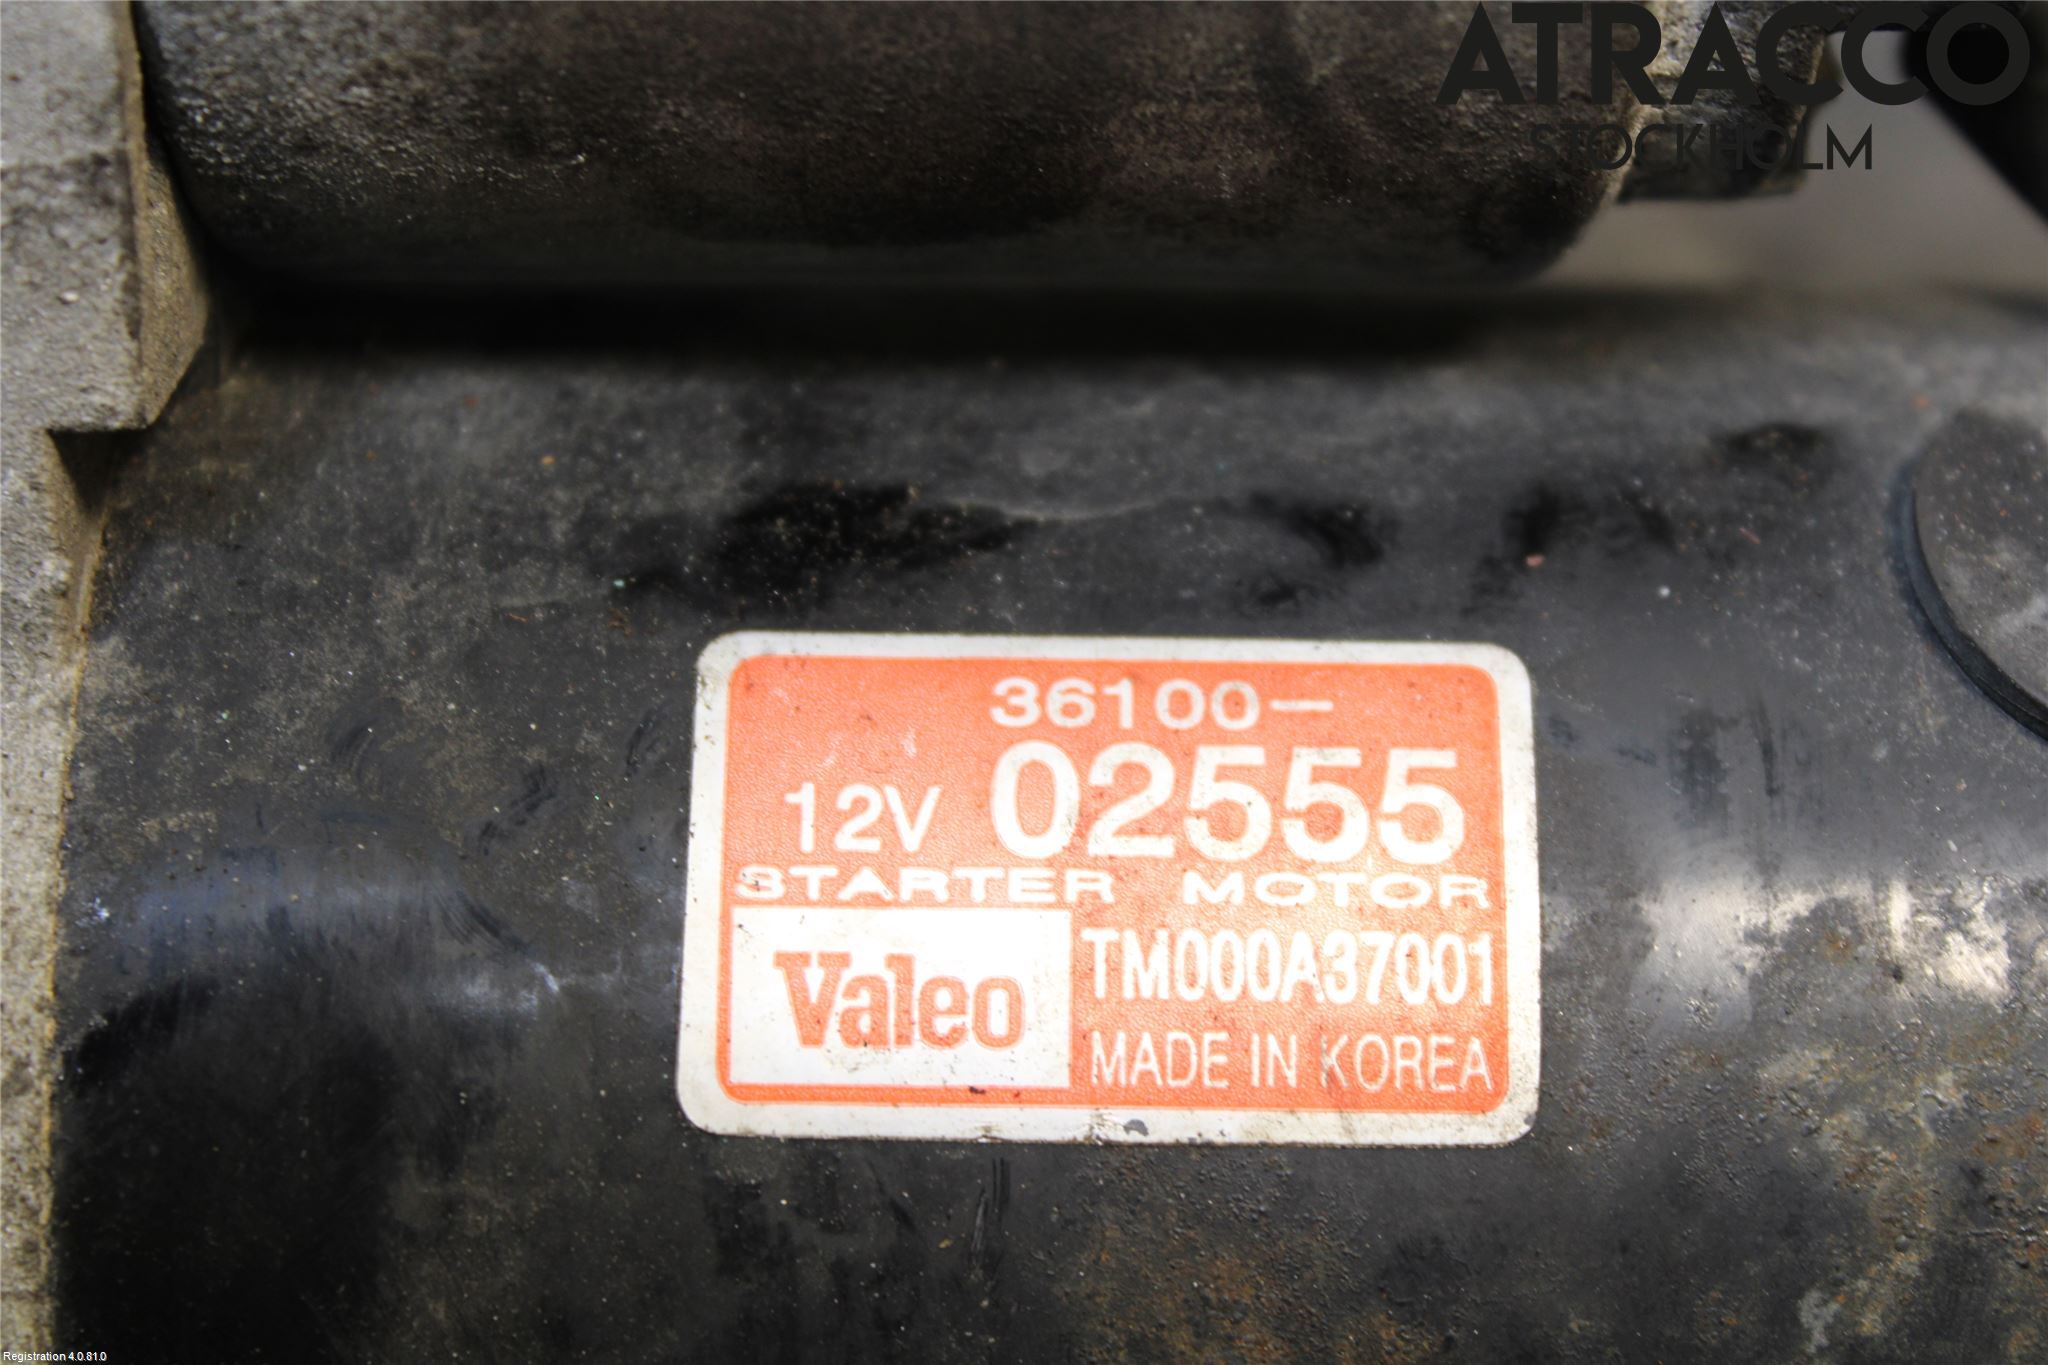 ATRACCO
STOCKHOLM
36100-
12V 02555
STARTER MOTOR
Valeo
TM000A37001
MADE IN KOREA
Registration 4.0.81.0